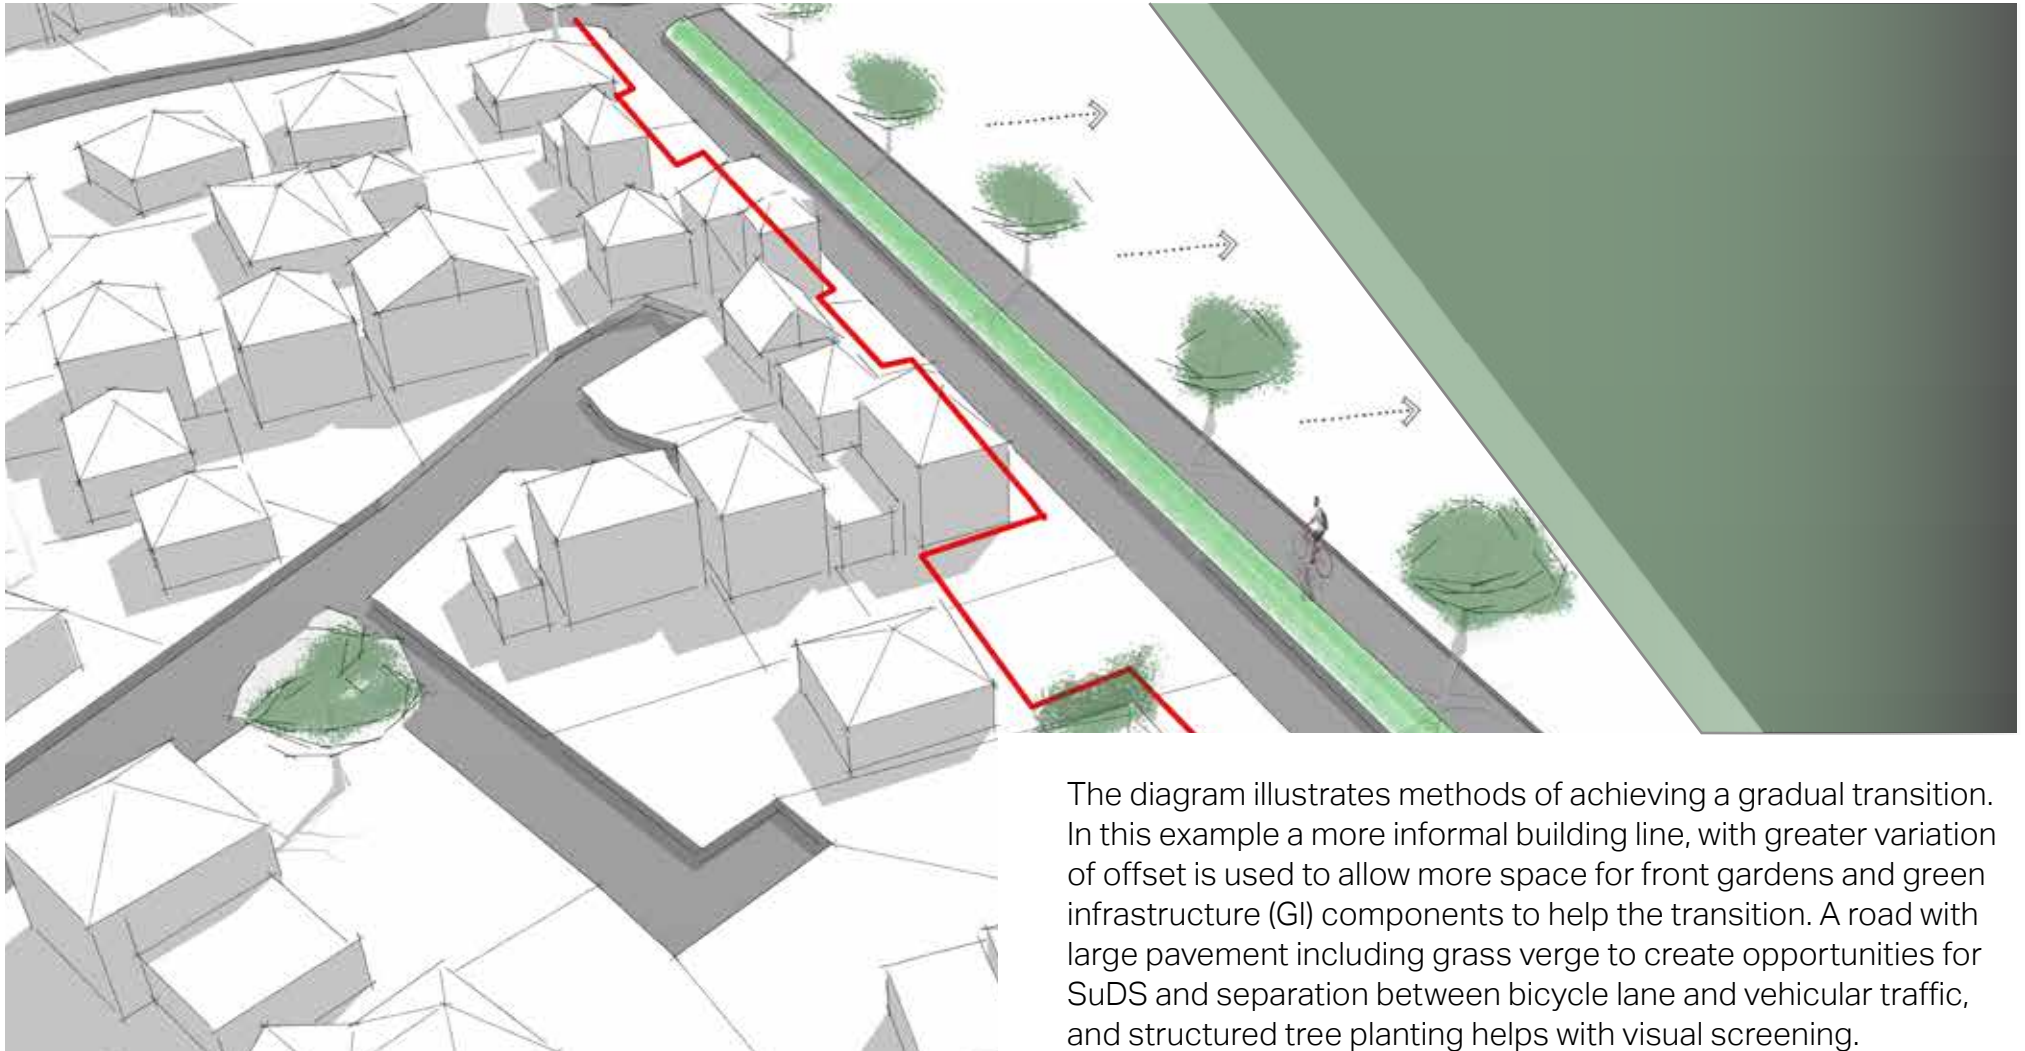 The diagram illustrates methods of achieving a gradual transition.
In this example a more informal building line, with greater variation
of offset is used to allow more space for front gardens and green
infrastructure (GI) components to help the transition. A road with
large pavement including grass verge to create opportunities for
SuDS and separation between bicycle lane and vehicular traffic,
and structured tree planting helps with visual screening.